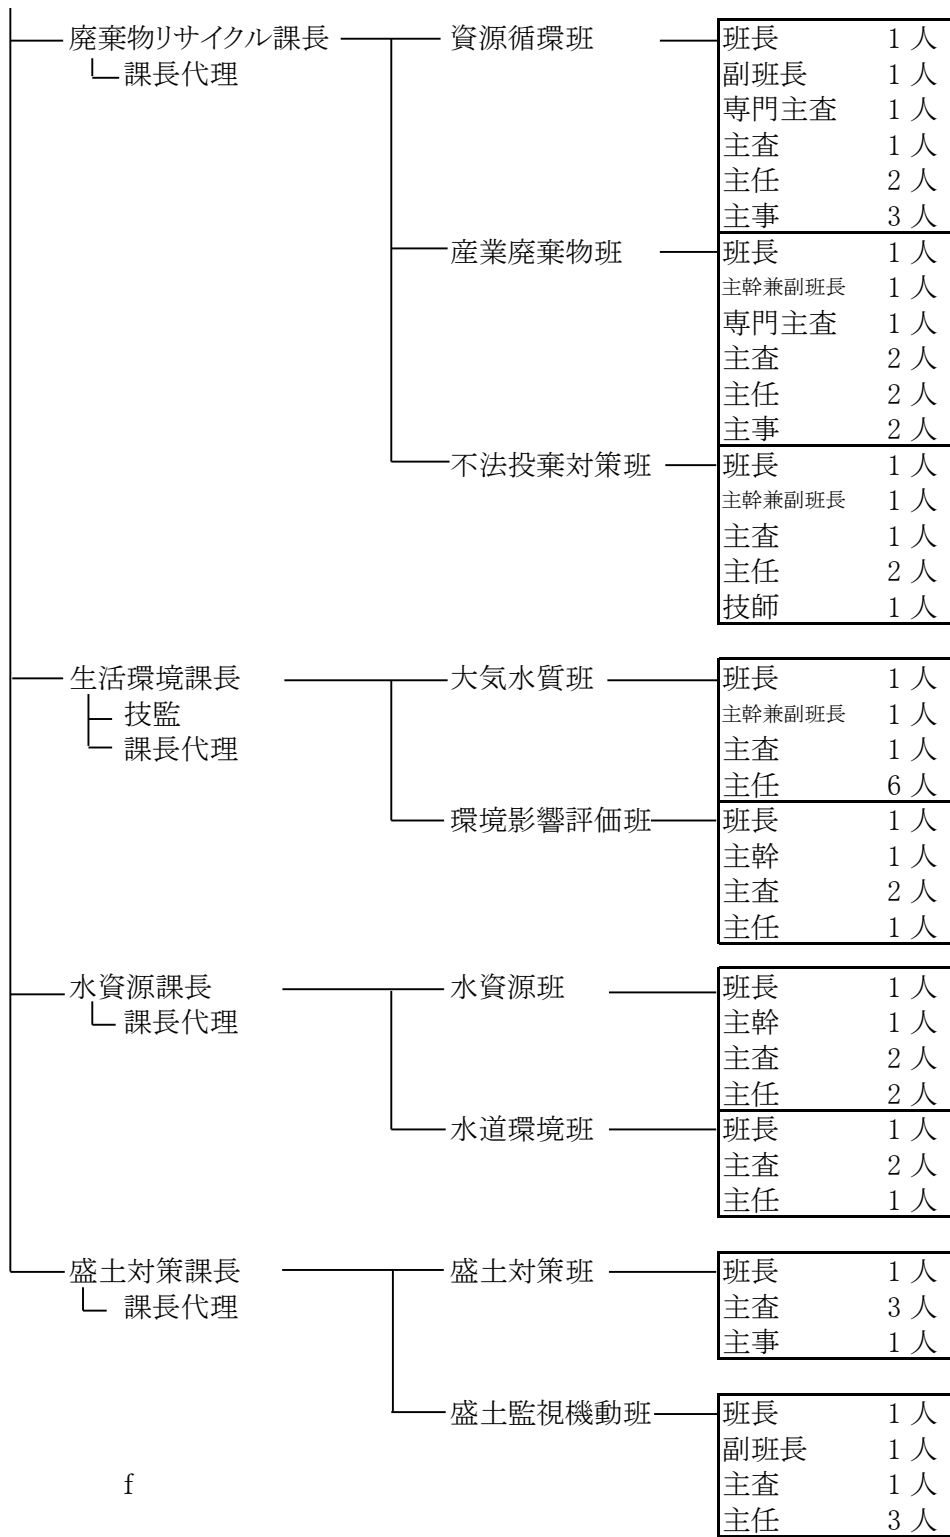 廃棄物リサイクル課長 資源循環班 班長 1人
課長代理 副班長 1人
専門主査 1人
主査 1人
主任 2人
主事 3人
産業廃棄物班 班長 1人
主幹兼副班長 1人
専門主査 1人
主査 2人
主任 2人
主事 2人
不法投棄対策班 班長 1人
主幹兼副班長 1人
主査 1人
主任 2人
技師 1人
生活環境課長 大気水質班 班長 1人
技監 主幹兼副班長 1人
課長代理 主査 1人
主任 6人
環境影響評価班 班長 1人
主幹 1人
主査 2人
主任 1人
水資源課長 水資源班 班長 1人
課長代理 主幹 1人
主査 2人
主任 2人
水道環境班 班長 1人
主査 2人
主任 1人
盛土対策課長 盛土対策班 班長 1人
課長代理 主査 3人
主事 1人
盛土監視機動班 班長 1人
副班長 1人
f 主査 1人
主任 3人